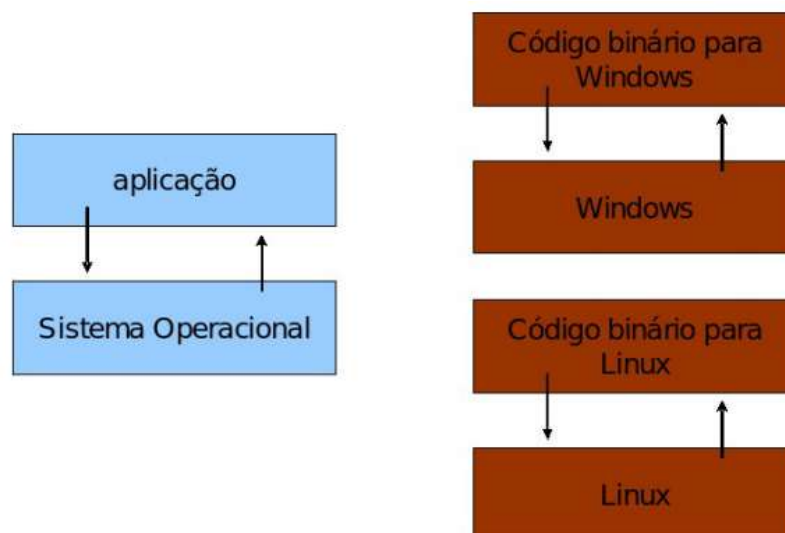 aplicação
Sistema Operacional
Código binário para
Windows
Windows
Código binário para
Linux
Linux